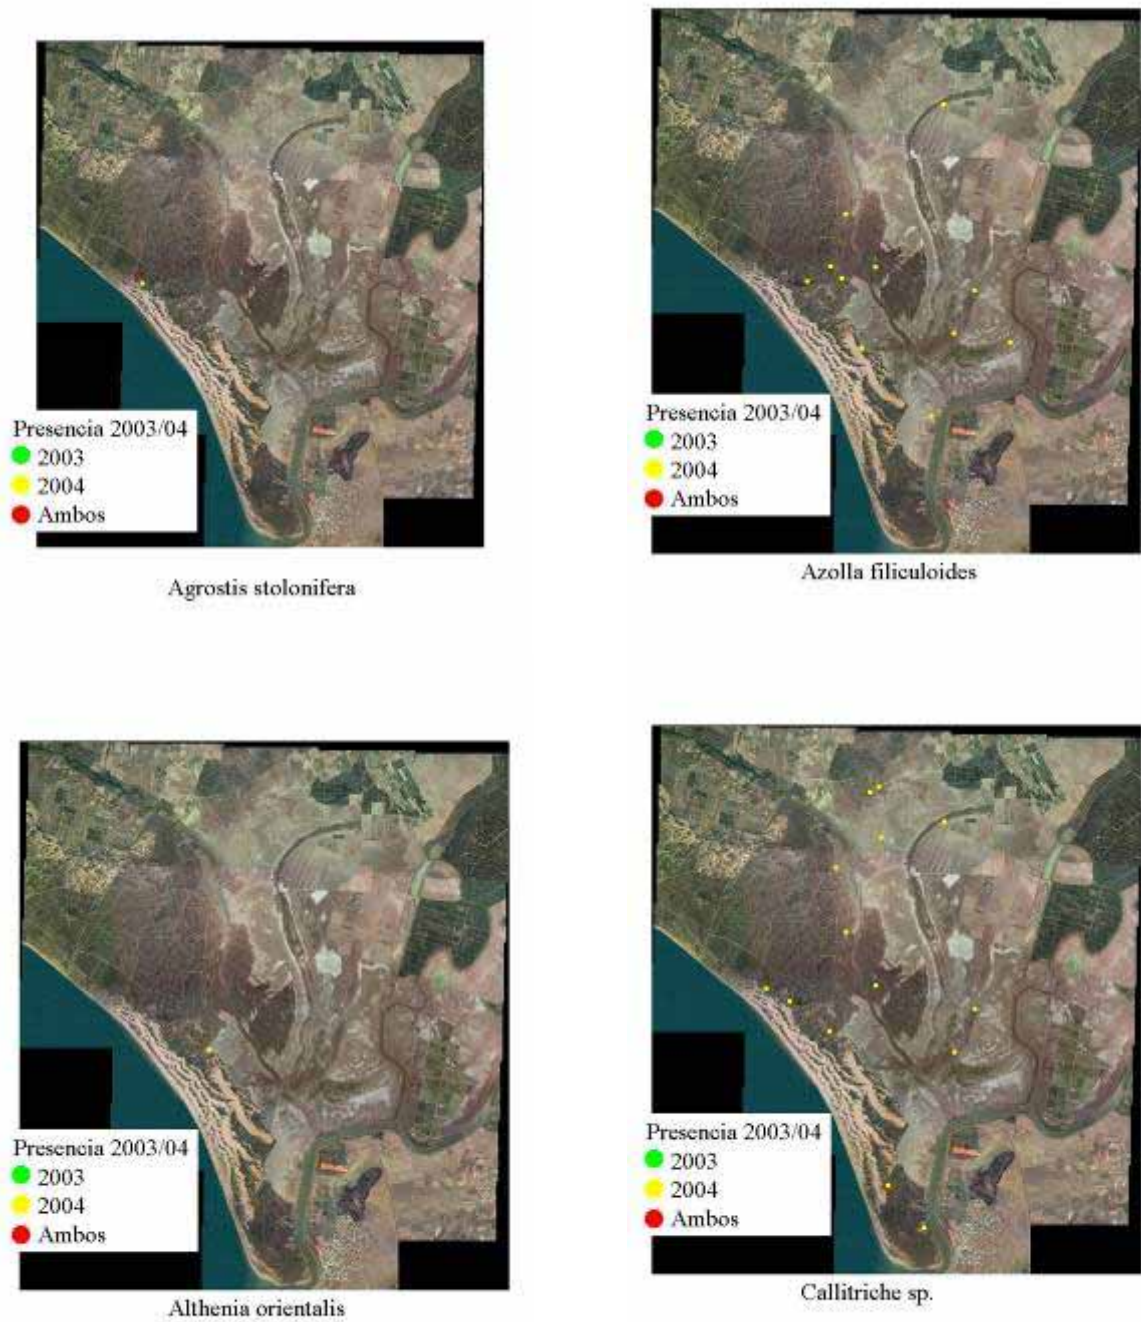 Presencia 2003/04
2003
2004
Ambos
Agrostis stolonifera
Presencia 2003/04
2003
2004
Ambos
Azolla filiculoides
Presencia 2003/04
2003
2004
Ambos
Althenia orientalis
Presencia 2003/04
2003
2004
Ambos
Callitriche sp.